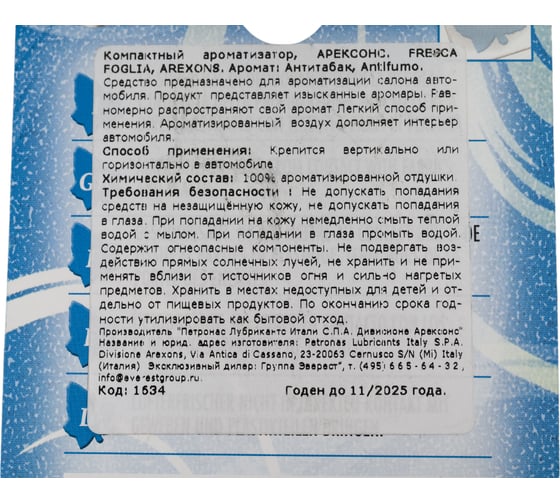 Компактный ароматизатор, АРЕКСОНС, FRESCA
FOGLIA, AREXONS. Аромат: Антитабак, Antifumo.
Средство предназначено для ароматизации салона авто-
мобиля. Продукт представляет изысканные аромары. Рав-
номерно распространяют свой аромат Легкий способ при-
менения. Ароматизированный воздух дополняет интерьер
автомобиля.
Способ применения: Крепится вертикально или
горизонтально в автомобиле
Химический состав: 100% ароматизированной отдушки.
Требования безопасности : Не допускать попадания
средств на незащищённую кожу, не допускать попадания
в глаза. При попадании на кожу немедленно смыть теплой
водой с мылом. При попадании в глаза промыть водой.
Содержит огнеопасные компоненты. Не подвергать воз-
действию прямых солнечных лучей, не хранить и не при-
менять вблизи от источников огня и сильно нагретых
предметов. Хранить в местах недоступных для детей и от-
дельно от пищевых продуктов. По окончанию срока год-
ности утилизировать как бытовой отход.
Производитель "Петронас Лубриканто Итали С.П.А. Дивисионе Арексонс"
Название и юрид. адрес изготовителя: Petronas Lubricants Italy S.P.A.
Divisione Arexons, Via Antica di Cassano, 23-20063 Cernusco S/N (Mi) Italy
(Италия) Эксклюзивный дилер: Группа Эверест", т. (495) 665-64-32,
info@averestgroup.ru
Код: 1634 Годен до 11/2025 года.